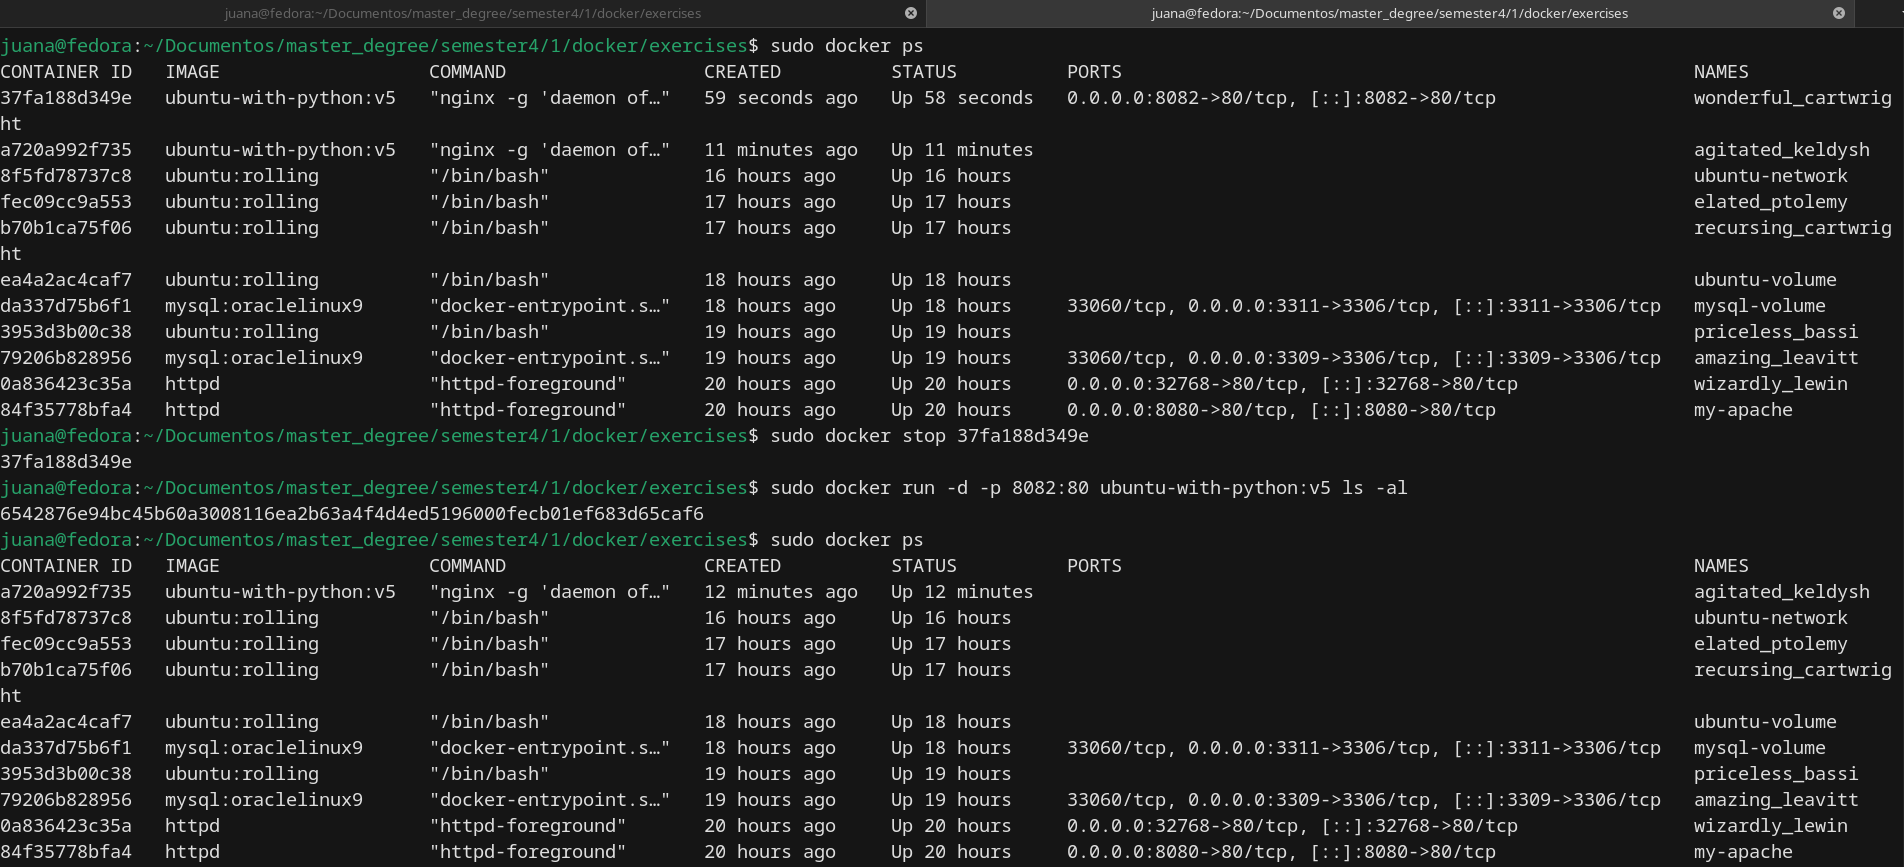 juana@fedora:~/Documentos/master_degree/semester4/1/docker/exercises juana@fedora:~/Documentos/master_degree/semester4/1/docker/exercises
juana@fedora:~/Documentos/master_degree/semester4/1/docker/exercises$ sudo docker ps
CONTAINER ID   IMAGE                   COMMAND                  CREATED          STATUS          PORTS                                                    NAMES
37fa188d349e   ubuntu-with-python:v5   "nginx -g 'daemon of…"   59 seconds ago   Up 58 seconds   0.0.0.0:8082->80/tcp, [::]:8082->80/tcp                  wonderful_cartwrig
ht
a720a992f735   ubuntu-with-python:v5   "nginx -g 'daemon of…"   11 minutes ago   Up 11 minutes                                                            agitated_keldysh
8f5fd78737c8   ubuntu:rolling          "/bin/bash"              16 hours ago     Up 16 hours                                                              ubuntu-network
fec09cc9a553   ubuntu:rolling          "/bin/bash"              17 hours ago     Up 17 hours                                                              elated_ptolemy
b70b1ca75f06   ubuntu:rolling          "/bin/bash"              17 hours ago     Up 17 hours                                                              recursing_cartwrig
ht
ea4a2ac4caf7   ubuntu:rolling          "/bin/bash"              18 hours ago     Up 18 hours                                                              ubuntu-volume
da337d75b6f1   mysql:oraclelinux9      "docker-entrypoint.s…"   18 hours ago     Up 18 hours     33060/tcp, 0.0.0.0:3311->3306/tcp, [::]:3311->3306/tcp   mysql-volume
3953d3b00c38   ubuntu:rolling          "/bin/bash"              19 hours ago     Up 19 hours                                                              priceless_bassi
79206b828956   mysql:oraclelinux9      "docker-entrypoint.s…"   19 hours ago     Up 19 hours     33060/tcp, 0.0.0.0:3309->3306/tcp, [::]:3309->3306/tcp   amazing_leavitt
0a836423c35a   httpd                   "httpd-foreground"       20 hours ago     Up 20 hours     0.0.0.0:32768->80/tcp, [::]:32768->80/tcp                wizardly_lewin
84f35778bfa4   httpd                   "httpd-foreground"       20 hours ago     Up 20 hours     0.0.0.0:8080->80/tcp, [::]:8080->80/tcp                  my-apache
juana@fedora:~/Documentos/master_degree/semester4/1/docker/exercises$ sudo docker stop 37fa188d349e
37fa188d349e
juana@fedora:~/Documentos/master_degree/semester4/1/docker/exercises$ sudo docker run -d -p 8082:80 ubuntu-with-python:v5 ls -al
6542876e94bc45b60a3008116ea2b63a4f4d4ed5196000fecb01ef683d65caf6
juana@fedora:~/Documentos/master_degree/semester4/1/docker/exercises$ sudo docker ps
CONTAINER ID   IMAGE                   COMMAND                  CREATED          STATUS          PORTS                                                    NAMES
a720a992f735   ubuntu-with-python:v5   "nginx -g 'daemon of…"   12 minutes ago   Up 12 minutes                                                            agitated_keldysh
8f5fd78737c8   ubuntu:rolling          "/bin/bash"              16 hours ago     Up 16 hours                                                              ubuntu-network
fec09cc9a553   ubuntu:rolling          "/bin/bash"              17 hours ago     Up 17 hours                                                              elated_ptolemy
b70b1ca75f06   ubuntu:rolling          "/bin/bash"              17 hours ago     Up 17 hours                                                              recursing_cartwrig
ht
ea4a2ac4caf7   ubuntu:rolling          "/bin/bash"              18 hours ago     Up 18 hours                                                              ubuntu-volume
da337d75b6f1   mysql:oraclelinux9      "docker-entrypoint.s…"   18 hours ago     Up 18 hours     33060/tcp, 0.0.0.0:3311->3306/tcp, [::]:3311->3306/tcp   mysql-volume
3953d3b00c38   ubuntu:rolling          "/bin/bash"              19 hours ago     Up 19 hours                                                              priceless_bassi
79206b828956   mysql:oraclelinux9      "docker-entrypoint.s…"   19 hours ago     Up 19 hours     33060/tcp, 0.0.0.0:3309->3306/tcp, [::]:3309->3306/tcp   amazing_leavitt
0a836423c35a   httpd                   "httpd-foreground"       20 hours ago     Up 20 hours     0.0.0.0:32768->80/tcp, [::]:32768->80/tcp                wizardly_lewin
84f35778bfa4   httpd                   "httpd-foreground"       20 hours ago     Up 20 hours     0.0.0.0:8080->80/tcp, [::]:8080->80/tcp                  my-apache